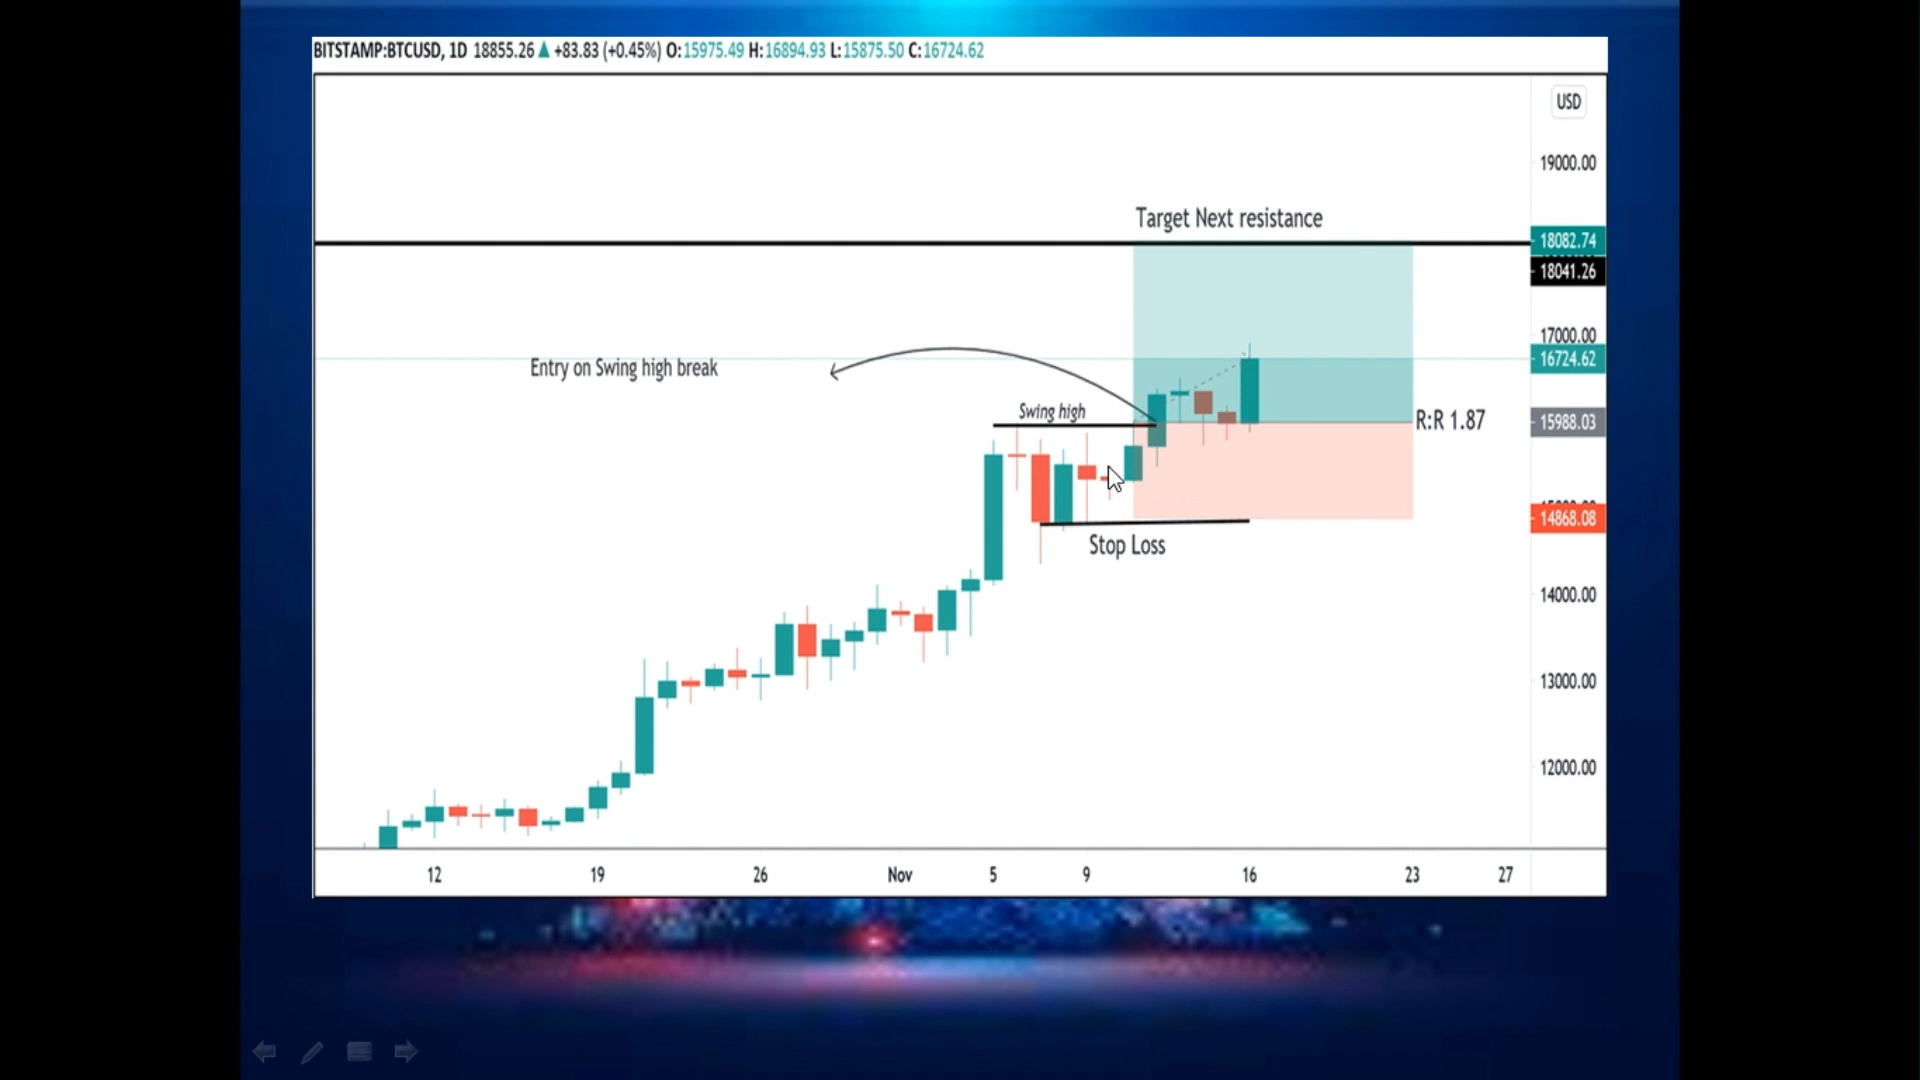 BITSTAMP:BTCUSD, 1D 18855.26 ▲ +83.83 (+0.45%) O:15975.49 H:16894.93 L:15875.50 C:16724.62
USD
19000.00
Target Next resistance
18082.74
18041.26
17000.00
16724.62
Entry on Swing high break
Swing high
15988.03
R:R 1.87
14868.08
Stop Loss
14000.00
13000.00
12000.00
12 19 26 Nov 5 9 16 23 27